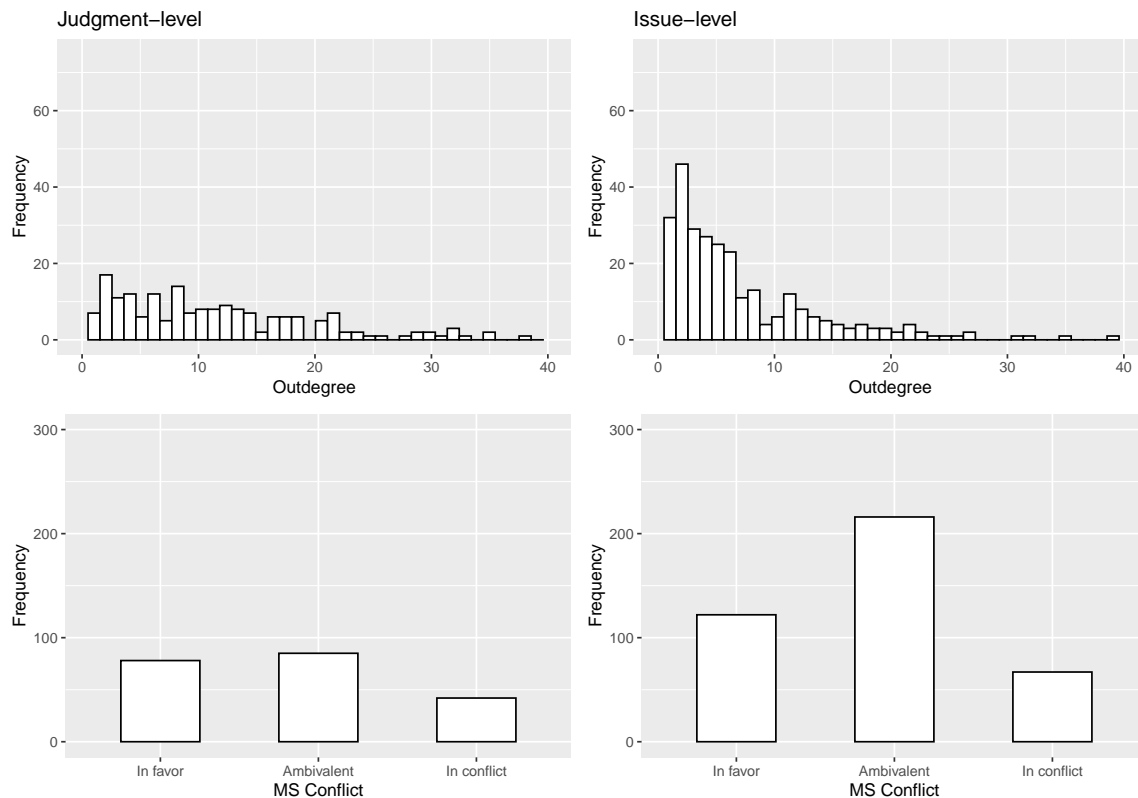 Judgment−level
Issue−level
Frequency
60
40
20
0
0 10 20 30 40
Outdegree
Frequency
60
40
20
0
0 10 20 30 40
Outdegree
Frequency
300
200
100
0
In favor Ambivalent In conflict
MS Conflict
Frequency
300
200
100
0
In favor Ambivalent In conflict
MS Conflict